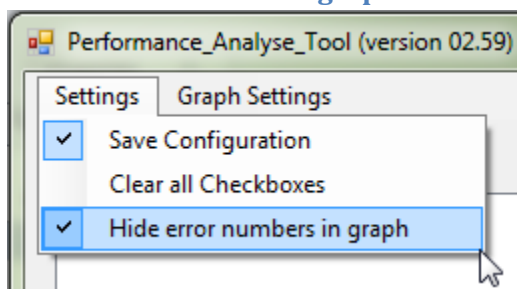 Performance_Analyse_Tool (version 02.59)
Settings Graph Settings
Save Configuration
Clear all Checkboxes
Hide error numbers in graph